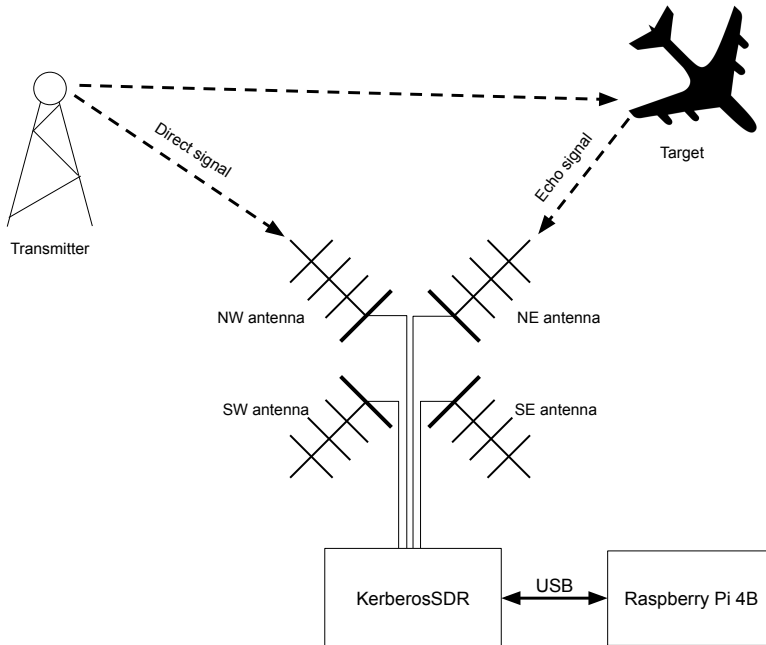 Direct signal
Echo signal
Target
Transmitter
NW antenna
NE antenna
SW antenna
SE antenna
KerberosSDR
USB
Raspberry Pi 4B